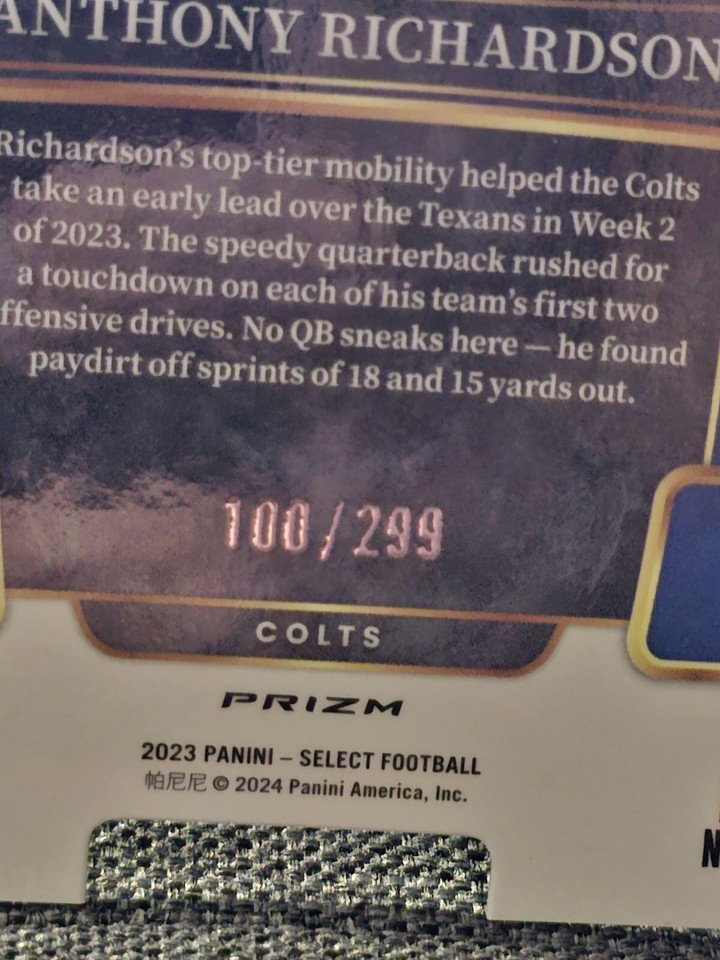 ANTHONY RICHARDSON
Richardson's top-tier mobility helped the Colts
take an early lead over the Texans in Week 2
of 2023. The speedy quarterback rushed for
a touchdown on each of his team's first two
ffensive drives. No QB sneaks here — he found
paydirt off sprints of 18 and 15 yards out.
100/299
COLTS
PRIZM
2023 PANINI – SELECT FOOTBALL
帕尼尼 © 2024 Panini America, Inc.